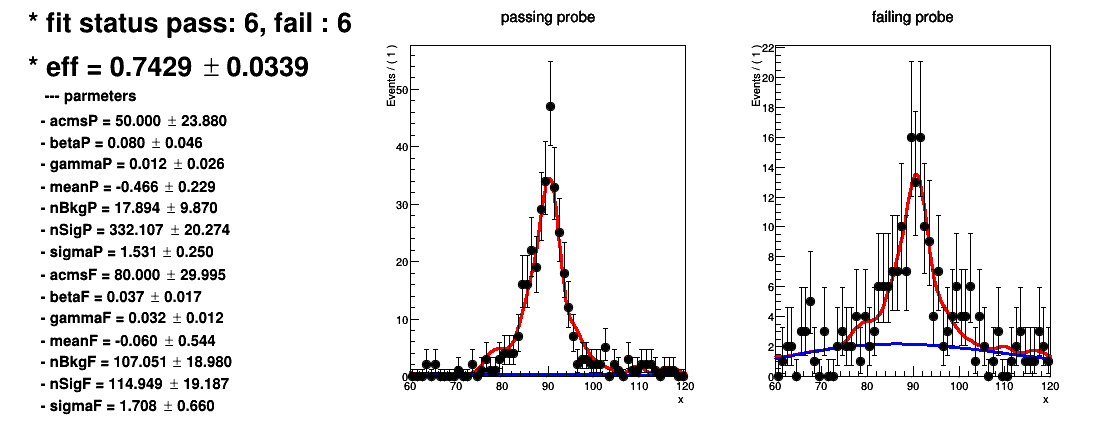 * fit status pass: 6, fail : 6
* eff = 0.7429 ± 0.0339
--- parmeters
- acmsP = 50.000 ± 23.880
- betaP = 0.080 ± 0.046
- gammaP = 0.012 ± 0.026
- meanP = -0.466 ± 0.229
- nBkgP = 17.894 ± 9.870
- nSigP = 332.107 ± 20.274
- sigmaP = 1.531 ± 0.250
- acmsF = 80.000 ± 29.995
- betaF = 0.037 ± 0.017
- gammaF = 0.032 ± 0.012
- meanF = -0.060 ± 0.544
- nBkgF = 107.051 ± 18.980
- nSigF = 114.949 ± 19.187
- sigmaF = 1.708 ± 0.660
passing probe
Events / ( 1 )
50
40
30
20
10
0
60 70 80 90 100 110 120
x
failing probe
Events / ( 1 )
22
20
18
16
14
12
10
8
6
4
2
0
60 70 80 90 100 110 120
x